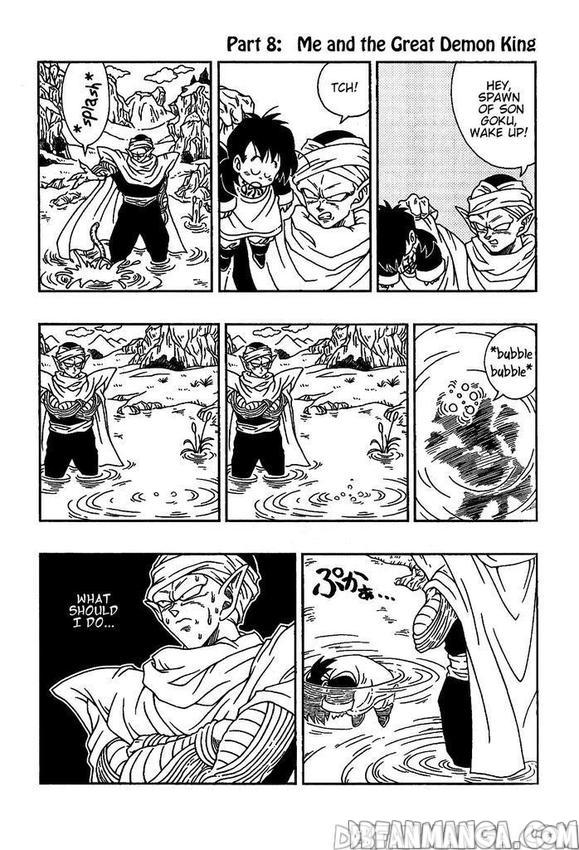 Part 8: Me and the Great Demon King
HEY,
SPAWN
OF SON
GOKU,
WAKE UP!
TCH!
*splash*
*bubble
bubble*
ぷかぁ...
WHAT
SHOULD
I DO...
DBFANMANGA.COM